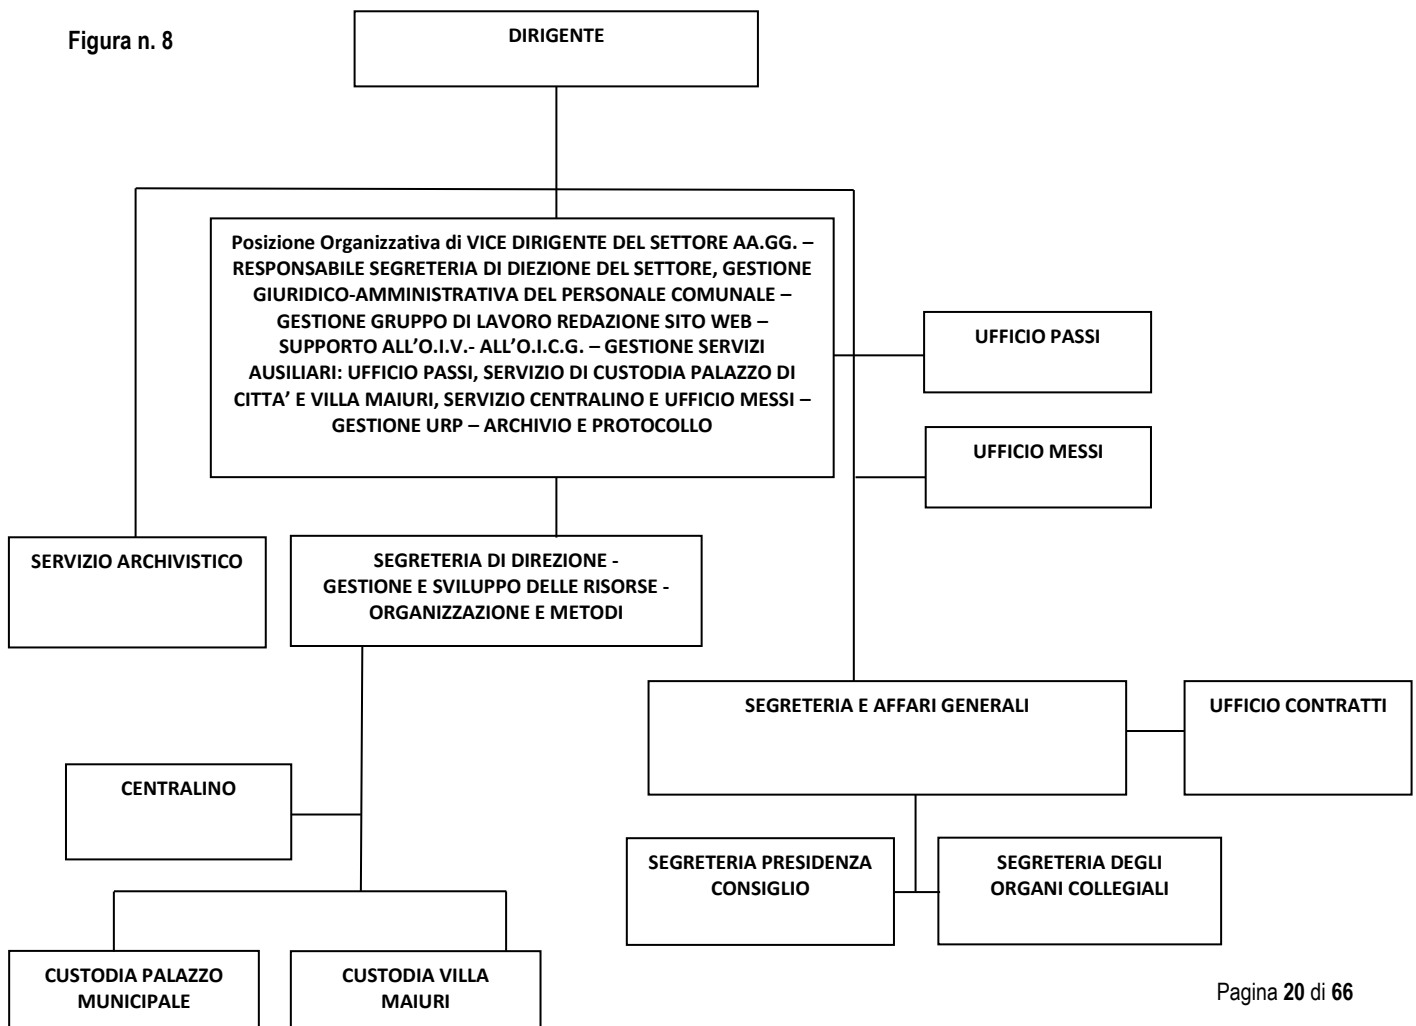 Figura n. 8
DIRIGENTE
Posizione Organizzativa di VICE DIRIGENTE DEL SETTORE AA.GG. –
RESPONSABILE SEGRETERIA DI DIEZIONE DEL SETTORE, GESTIONE
GIURIDICO-AMMINISTRATIVA DEL PERSONALE COMUNALE –
GESTIONE GRUPPO DI LAVORO REDAZIONE SITO WEB –
SUPPORTO ALL’O.I.V.- ALL’O.I.C.G. – GESTIONE SERVIZI
AUSILIARI: UFFICIO PASSI, SERVIZIO DI CUSTODIA PALAZZO DI
CITTA’ E VILLA MAIURI, SERVIZIO CENTRALINO E UFFICIO MESSI –
GESTIONE URP – ARCHIVIO E PROTOCOLLO
UFFICIO PASSI
UFFICIO MESSI
SERVIZIO ARCHIVISTICO
SEGRETERIA DI DIREZIONE -
GESTIONE E SVILUPPO DELLE RISORSE -
ORGANIZZAZIONE E METODI
SEGRETERIA E AFFARI GENERALI
UFFICIO CONTRATTI
CENTRALINO
SEGRETERIA PRESIDENZA
CONSIGLIO
SEGRETERIA DEGLI
ORGANI COLLEGIALI
CUSTODIA PALAZZO
MUNICIPALE
CUSTODIA VILLA
MAIURI
Pagina 20 di 66